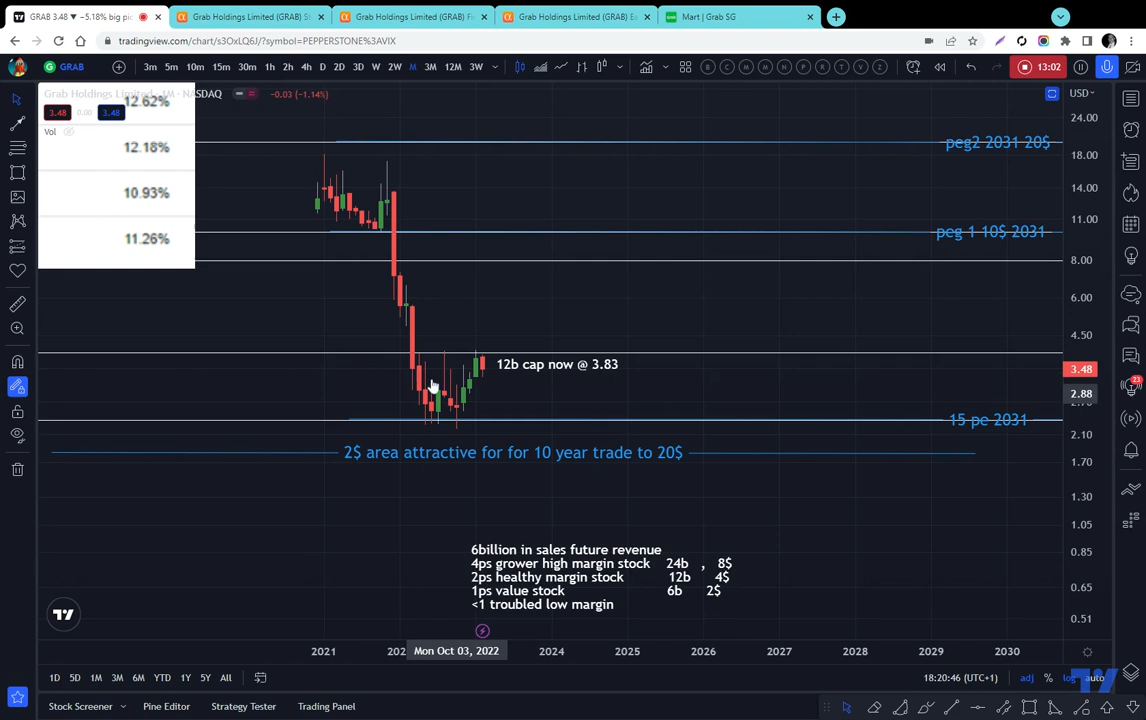 GRAB 3.48 ▼ −5.18% big pic
Grab Holdings Limited (GRAB) St
Grab Holdings Limited (GRAB) Fi
Grab Holdings Limited (GRAB) Ea
Mart | Grab SG
tradingview.com/chart/s3OxLQ6J/?symbol=PEPPERSTONE%3AVIX
GRAB 3m 5m 10m 15m 30m 1h 2h 4h D 2D 3D W 2W M 3M 12M 3W
B C M M N P R T V Z
13:02
Grab Holdings Limited · 1M · NASDAQ
−0.03 (−1.14%)
USD
3.48 0.00 3.48
Vol
12.62%
12.18%
10.93%
11.26%
24.00
18.00
14.00
11.00
8.00
6.00
4.50
3.48
2.88
2.10
1.70
1.30
1.05
0.85
0.65
0.51
peg2 2031 20$
peg 1 10$ 2031
12b cap now @ 3.83
15 pe 2031
2$ area attractive for for 10 year trade to 20$
6billion in sales future revenue
4ps grower high margin stock 24b , 8$
2ps healthy margin stock 12b 4$
1ps value stock 6b 2$
<1 troubled low margin
23
2021 Mon Oct 03, 2022 2024 2025 2026 2027 2028 2029 2030
1D 5D 1M 3M 6M YTD 1Y 5Y All
18:20:46 (UTC+1) adj % log auto
Stock Screener Pine Editor Strategy Tester Trading Panel